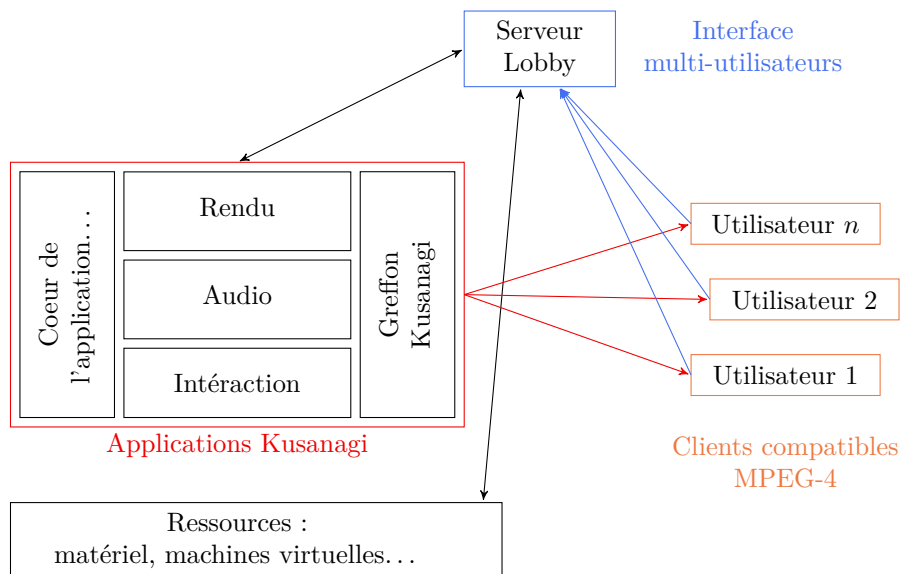 Serveur
Lobby
Interface
multi-utilisateurs
Coeur de
l'application…
Rendu
Audio
Intéraction
Greffon
Kusanagi
Applications Kusanagi
Utilisateur n
Utilisateur 2
Utilisateur 1
Clients compatibles
MPEG-4
Ressources :
matériel, machines virtuelles…